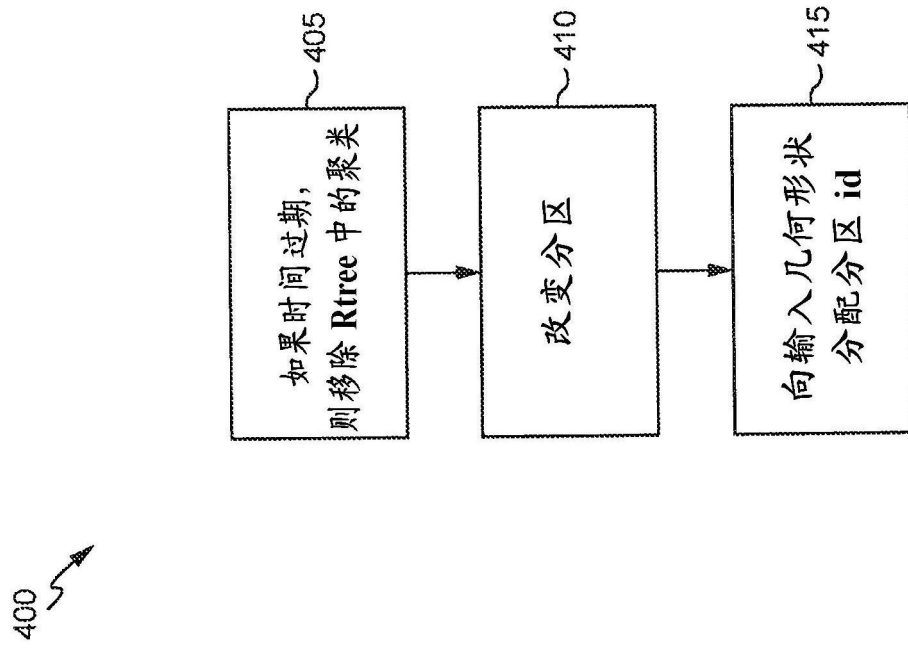 400
如果时间过期，
则移除 Rtree 中的聚类
405
改变分区
410
向输入几何形状
分配分区 id
415